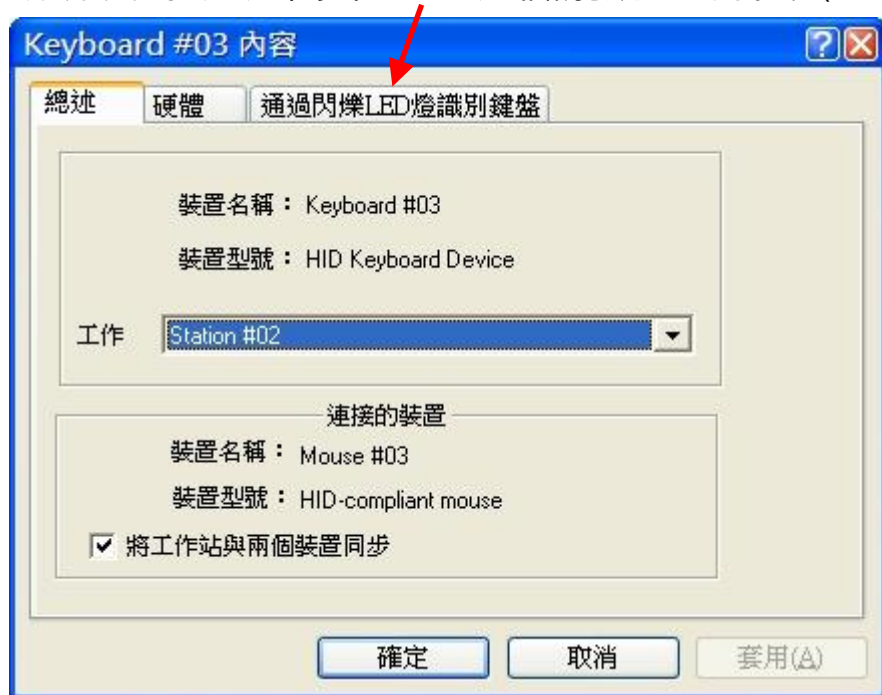 Keyboard #03 內容
總述 硬體 通過閃爍LED燈識別鍵盤
裝置名稱： Keyboard #03
裝置型號： HID Keyboard Device
工作 Station #02
連接的裝置
裝置名稱： Mouse #03
裝置型號： HID-compliant mouse
將工作站與兩個裝置同步
確定 取消 套用(A)